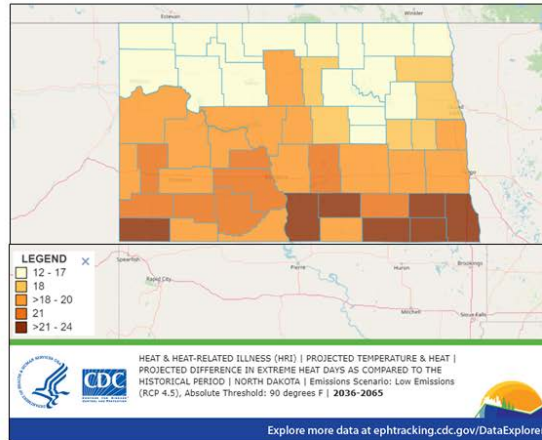 Estevan
Winkler
LEGEND ×
12 - 17
18
>18 - 20
21
>21 - 24
Spearfish
Rapid City
Pierre
Huron
Brookings
Mitchell
Sioux Falls
HEAT & HEAT-RELATED ILLNESS (HRI) | PROJECTED TEMPERATURE & HEAT |
PROJECTED DIFFERENCE IN EXTREME HEAT DAYS AS COMPARED TO THE
HISTORICAL PERIOD | NORTH DAKOTA | Emissions Scenario: Low Emissions
(RCP 4.5), Absolute Threshold: 90 degrees F | 2036-2065
CDC
Explore more data at ephtracking.cdc.gov/DataExplorer